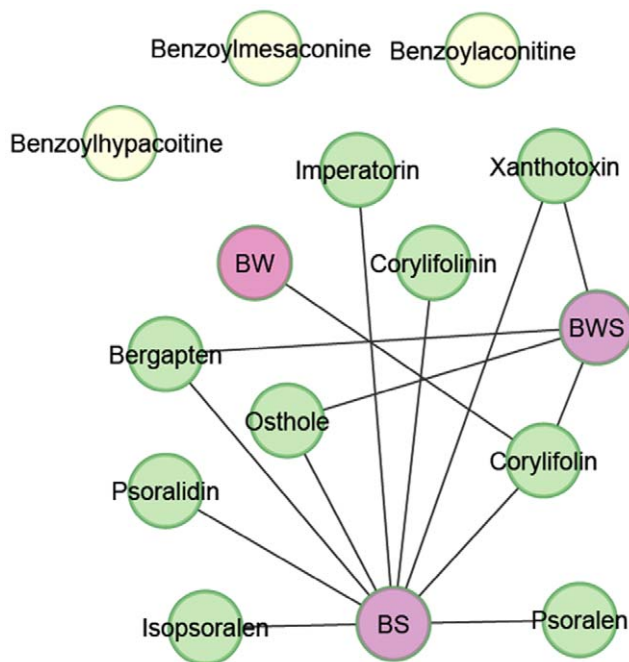 Benzoylmesaconine
Benzoylaconitine
Benzoylhypacoitine
Imperatorin
Xanthotoxin
BW
Corylifolinin
BWS
Bergapten
Osthole
Corylifolin
Psoralidin
Isopsoralen
BS
Psoralen